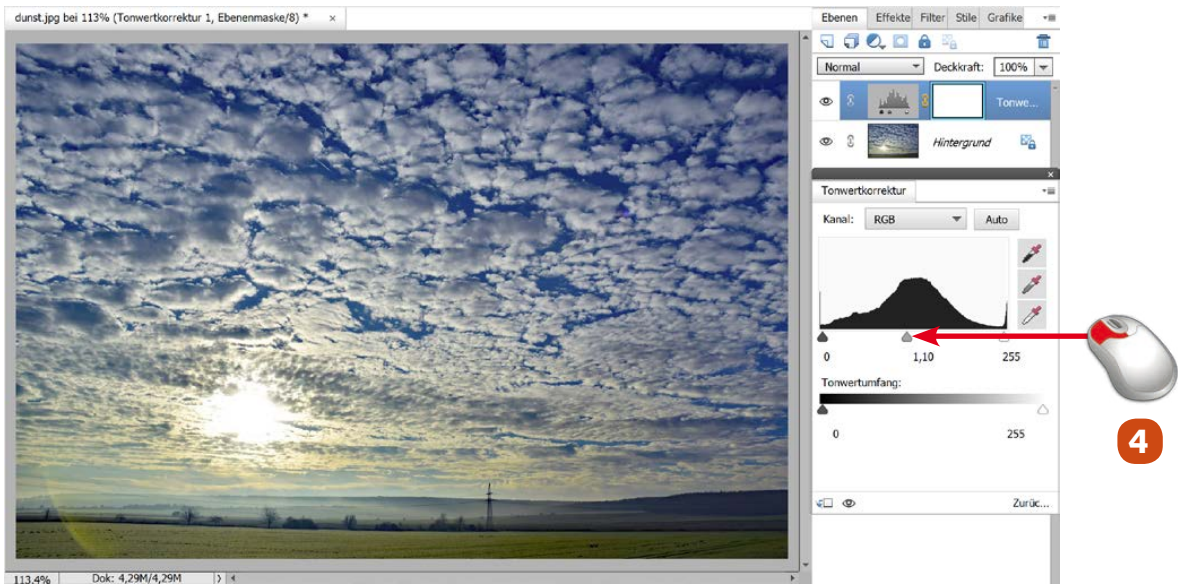 dunst.jpg bei 113% (Tonwertkorrektur 1, Ebenenmaske/8) * ×
Ebenen Effekte Filter Stile Grafike
Normal Deckkraft: 100%
Tonwe...
Hintergrund
Tonwertkorrektur
Kanal: RGB Auto
0 1,10 255
Tonwertumfang:
0 255
4
Zurüc...
113,4% Dok: 4,29M/4,29M